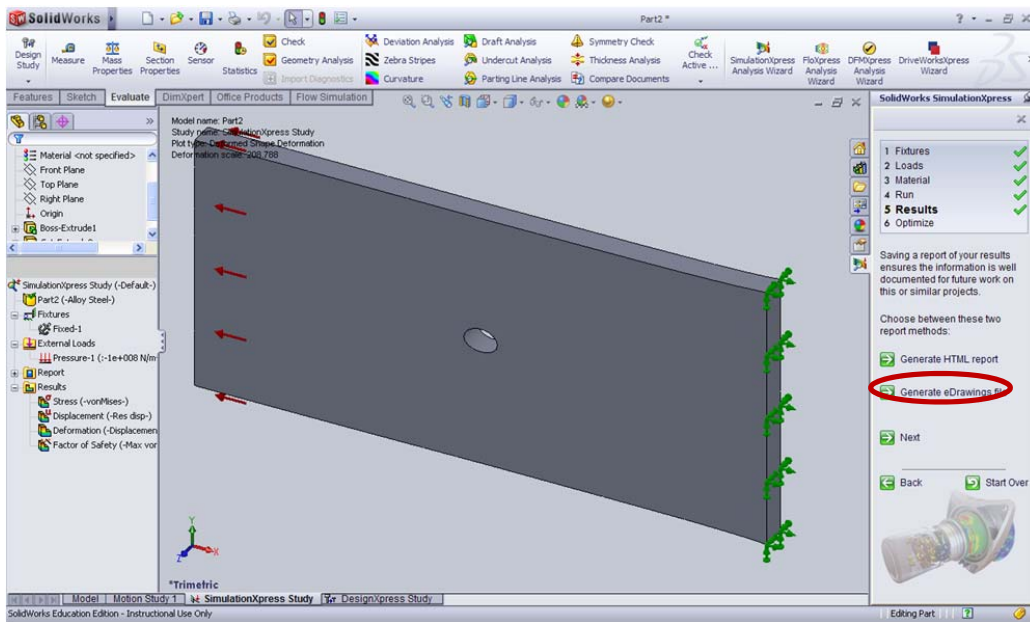 SolidWorks
Part2 *
Design Study
Measure
Mass Properties
Section Properties
Sensor
Statistics
Check
Geometry Analysis
Import Diagnostics
Deviation Analysis
Zebra Stripes
Curvature
Draft Analysis
Undercut Analysis
Parting Line Analysis
Symmetry Check
Thickness Analysis
Compare Documents
Check Active ...
SimulationXpress Analysis Wizard
FloXpress Analysis Wizard
DFMXpress Analysis Wizard
DriveWorksXpress Wizard
Features Sketch Evaluate DimXpert Office Products Flow Simulation
SolidWorks SimulationXpress
Model name: Part2
Study name: SimulationXpress Study
Plot type: Deformed Shape Deformation
Deformation scale: 208.788
Material <not specified>
Front Plane
Top Plane
Right Plane
Origin
Boss-Extrude1
SimulationXpress Study (-Default-)
Part2 (-Alloy Steel-)
Fixtures
Fixed-1
External Loads
Pressure-1 (:-1e+008 N/m
Report
Results
Stress (-vonMises-)
Displacement (-Res disp-)
Deformation (-Displacemen
Factor of Safety (-Max vor
1 Fixtures
2 Loads
3 Material
4 Run
5 Results
6 Optimize
Saving a report of your results
ensures the information is well
documented for future work on
this or similar projects.
Choose between these two
report methods:
Generate HTML report
Generate eDrawings file
Next
Back
Start Over
Y
Z
X
*Trimetric
Model Motion Study 1 SimulationXpress Study DesignXpress Study
SolidWorks Education Edition - Instructional Use Only
Editing Part